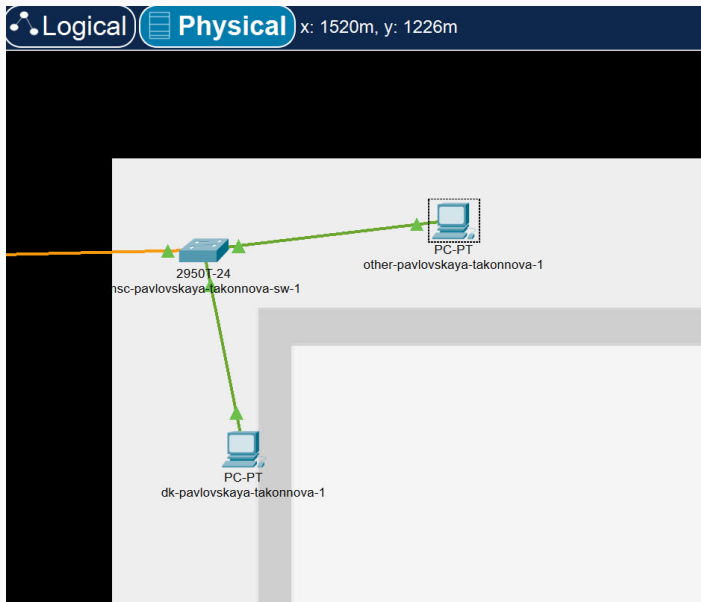 Logical Physical x: 1520m, y: 1226m
PC-PT
other-pavlovskaya-takonnova-1
2950T-24
nsc-pavlovskaya-takonnova-sw-1
PC-PT
dk-pavlovskaya-takonnova-1